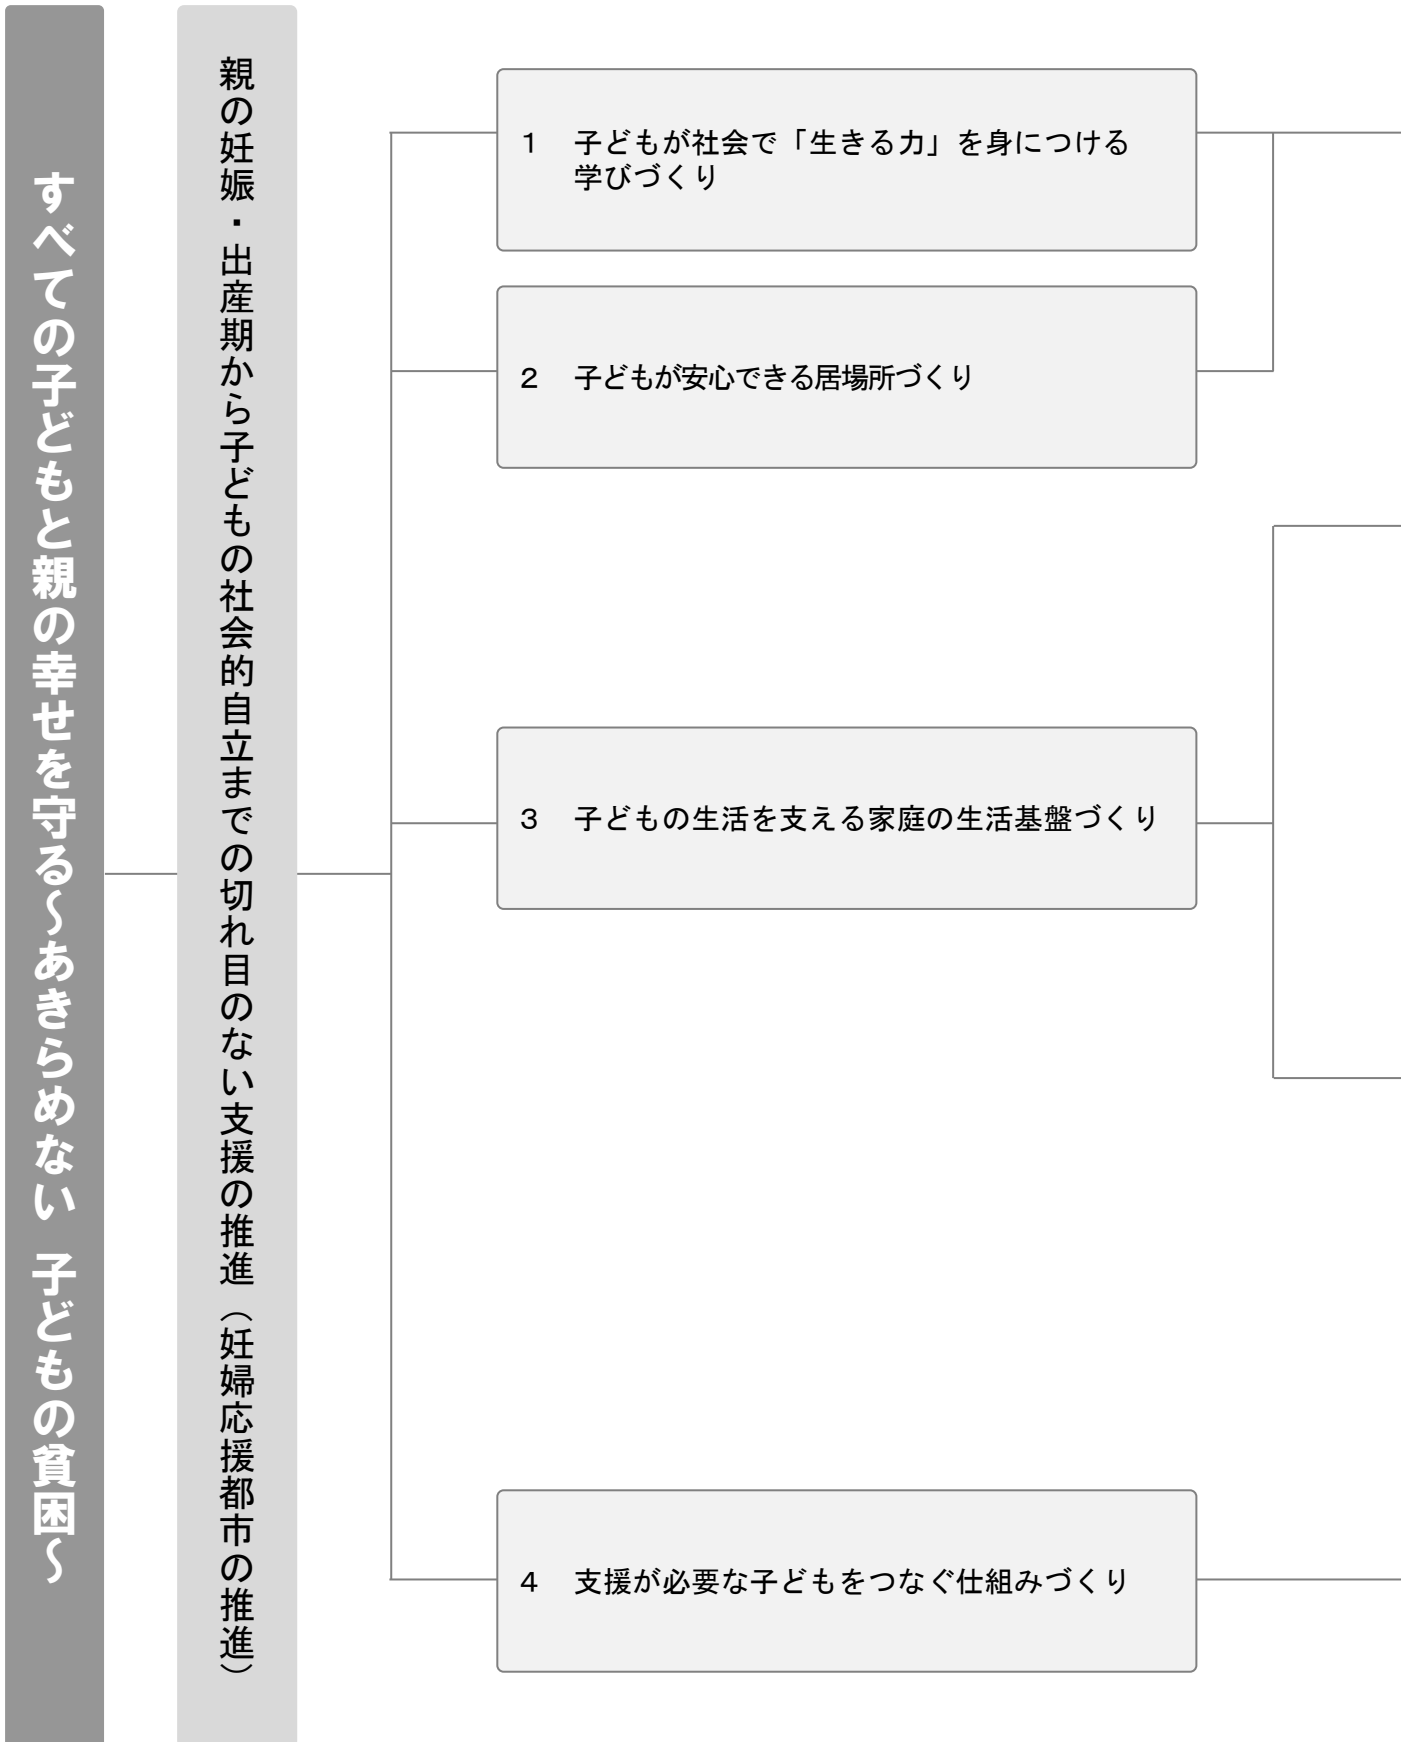 すべての子どもと親の幸せを守る～あきらめない 子どもの貧困～
親の妊娠・出産期から子どもの社会的自立までの切れ目のない支援の推進（妊婦応援都市の推進）
１　子どもが社会で「生きる力」を身につける
学びづくり
２　子どもが安心できる居場所づくり
３　子どもの生活を支える家庭の生活基盤づくり
４　支援が必要な子どもをつなぐ仕組みづくり